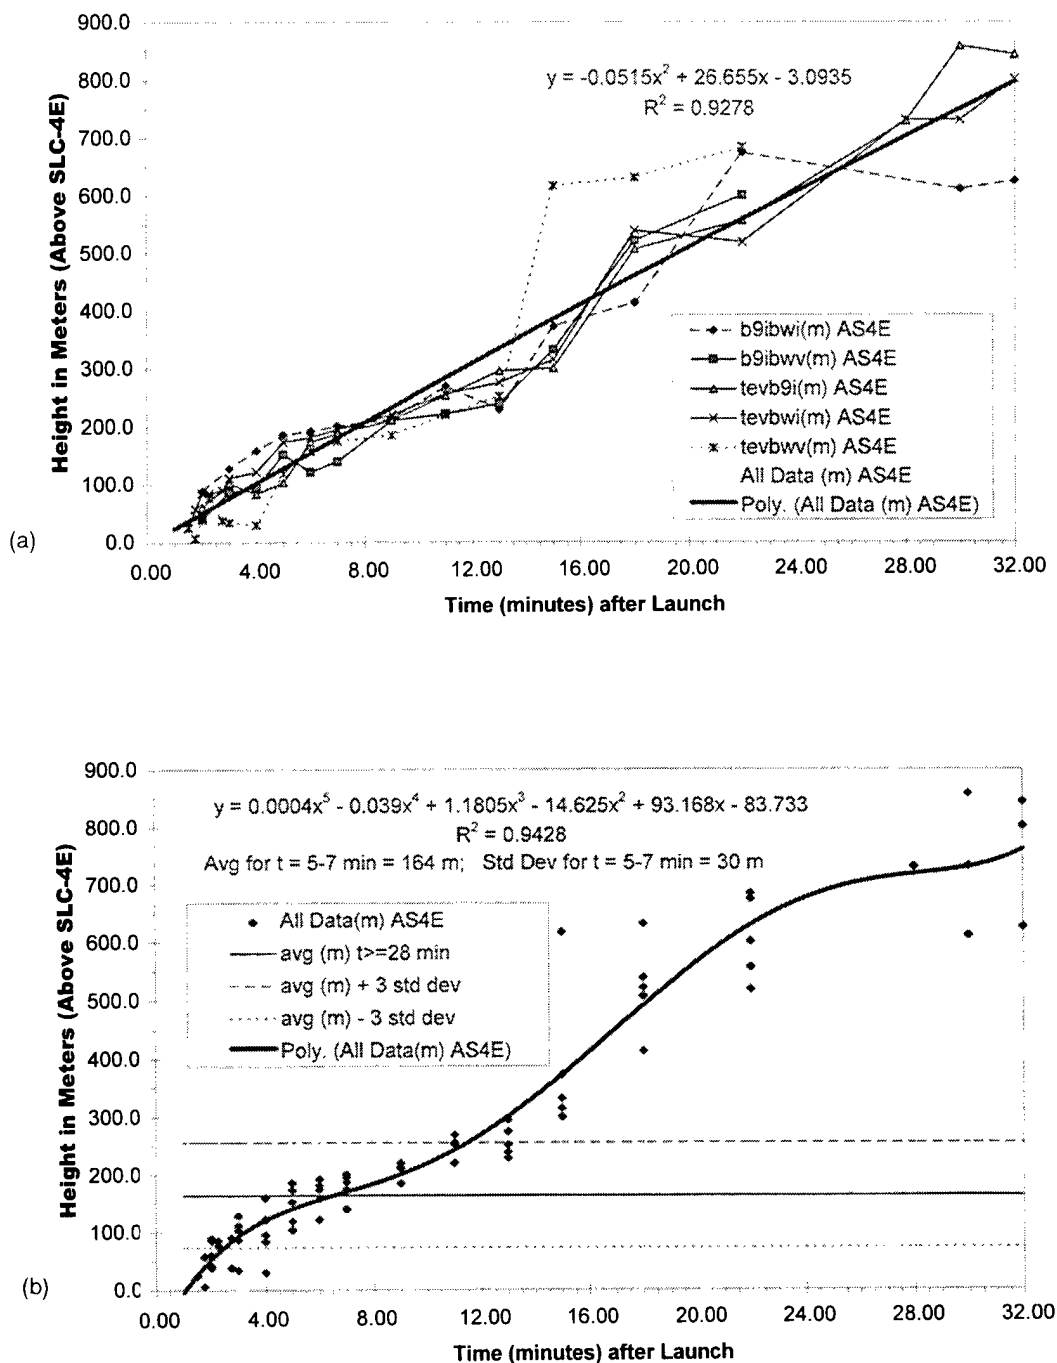 900.0
800.0
700.0
600.0
500.0
400.0
300.0
200.0
100.0
0.0
Height in Meters (Above SLC-4E)
y = -0.0515x² + 26.655x - 3.0935
R² = 0.9278
b9ibwi(m) AS4E
b9ibwv(m) AS4E
tevb9i(m) AS4E
tevbwi(m) AS4E
tevbwv(m) AS4E
All Data (m) AS4E
Poly. (All Data (m) AS4E)
(a)
0.00 4.00 8.00 12.00 16.00 20.00 24.00 28.00 32.00
Time (minutes) after Launch
900.0
800.0
700.0
600.0
500.0
400.0
300.0
200.0
100.0
0.0
Height in Meters (Above SLC-4E)
y = 0.0004x⁵ - 0.039x⁴ + 1.1805x³ - 14.625x² + 93.168x - 83.733
R² = 0.9428
Avg for t = 5-7 min = 164 m; Std Dev for t = 5-7 min = 30 m
All Data(m) AS4E
avg (m) t>=28 min
avg (m) + 3 std dev
avg (m) - 3 std dev
Poly. (All Data(m) AS4E)
(b)
0.00 4.00 8.00 12.00 16.00 20.00 24.00 28.00 32.00
Time (minutes) after Launch